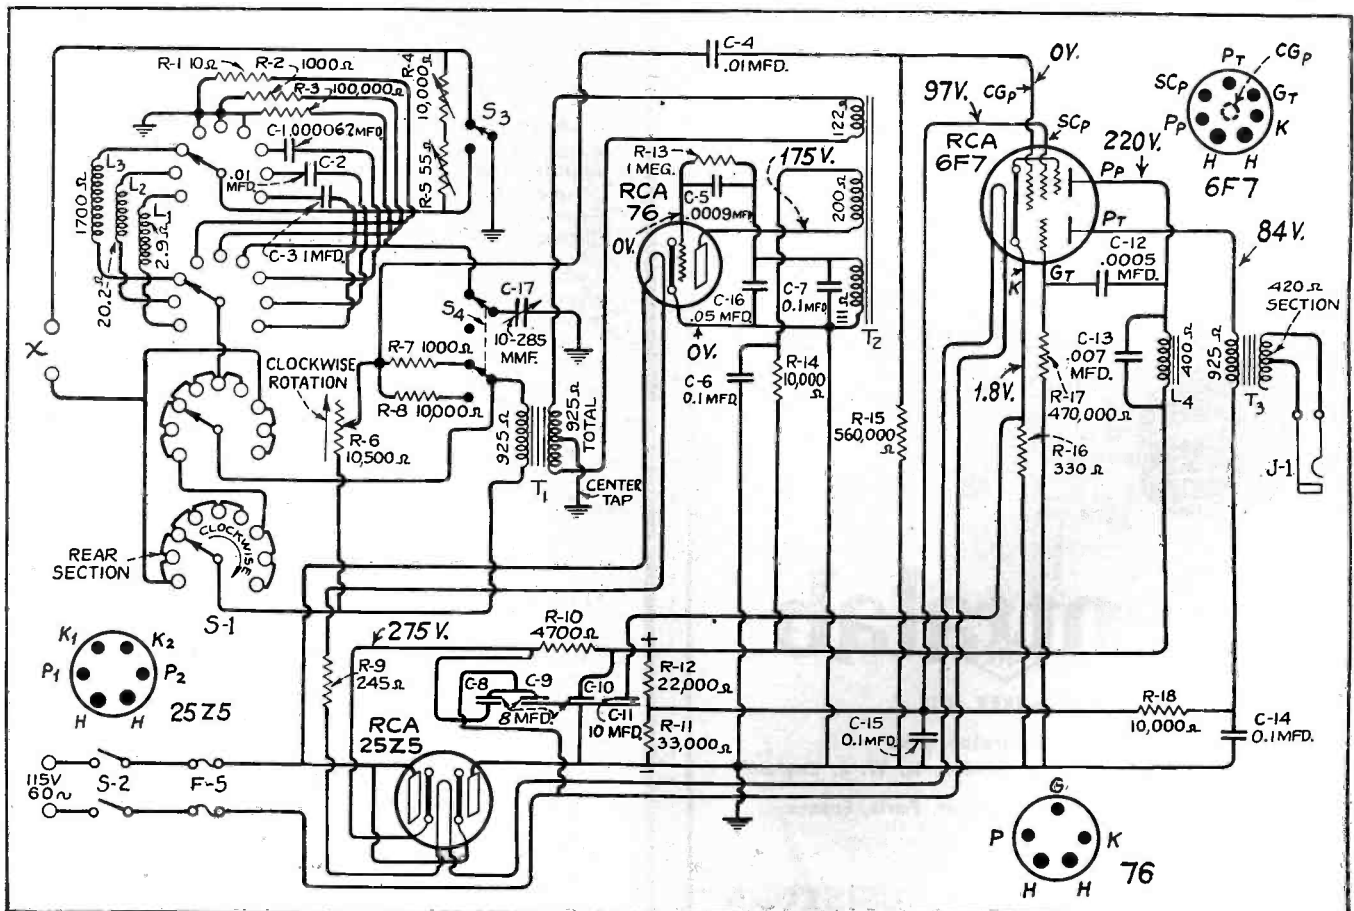 C-4
.01 MFD.
R-1 10Ω
R-2 1000Ω
R-3 100,000Ω
R-4
10,000Ω
R-5 55Ω
S3
C-1 .000062 MFD
C-2
.01
MFD.
C-3 .1 MFD.
L3
1700Ω
L2
20.2Ω
L1
2.9Ω
X
S4
C-17
10-285
MMF.
R-7 1000Ω
R-8 10,000Ω
CLOCKWISE
ROTATION
R-6
10,500Ω
925Ω
925Ω
TOTAL
T1
CENTER
TAP
REAR
SECTION
CLOCKWISE
S-1
R-13
1 MEG.
C-5
.0009 MFD.
RCA
76
0V.
0V.
175V.
122Ω
200Ω
111Ω
T2
C-16
.05 MFD.
C-7
0.1 MFD
C-6
0.1 MFD.
R-14
10,000
Ω
R-15
560,000
Ω
0V.
CGP
97V.
SCP
RCA
6F7
220V.
PP
PT
84V.
K
GT
C-12
.0005
MFD.
PT
CGP
SCP
GT
PP
K
H
H
6F7
420Ω
SECTION
C-13
.007
MFD.
400Ω
L4
925Ω
T3
1.8V.
R-17
470,000Ω
R-16
330Ω
J-1
K1
K2
P1
P2
H
H
25Z5
275V.
R-10
4700Ω
R-9
245Ω
C-8
C-9
C-10
C-11
8 MFD.
10 MFD.
+
R-12
22,000Ω
R-11
33,000Ω
−
RCA
25Z5
C-15
0.1 MFD.
R-18
10,000Ω
C-14
0.1 MFD.
115V
60~
S-2
F-5
G
P
K
H
H
76